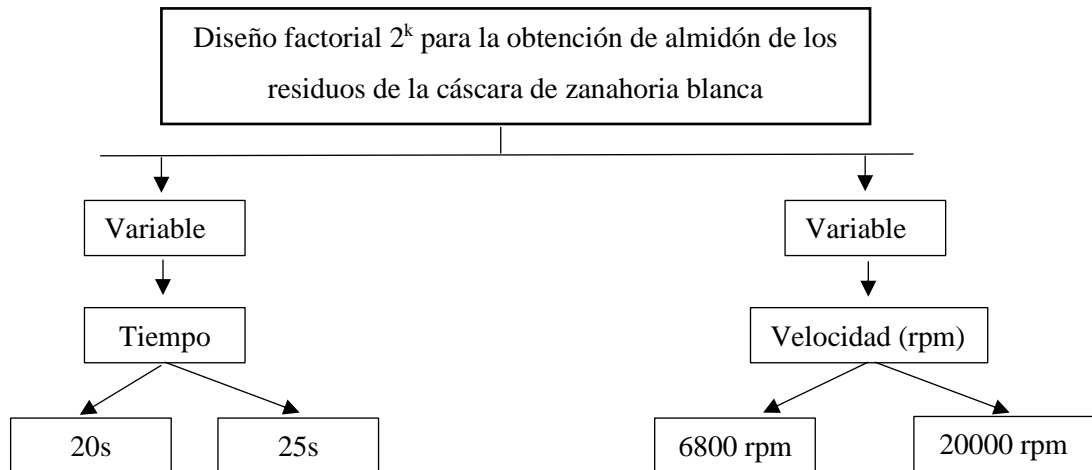 Diseño factorial 2ᵏ para la obtención de almidón de los
residuos de la cáscara de zanahoria blanca
Variable
Variable
Tiempo
Velocidad (rpm)
20s
25s
6800 rpm
20000 rpm